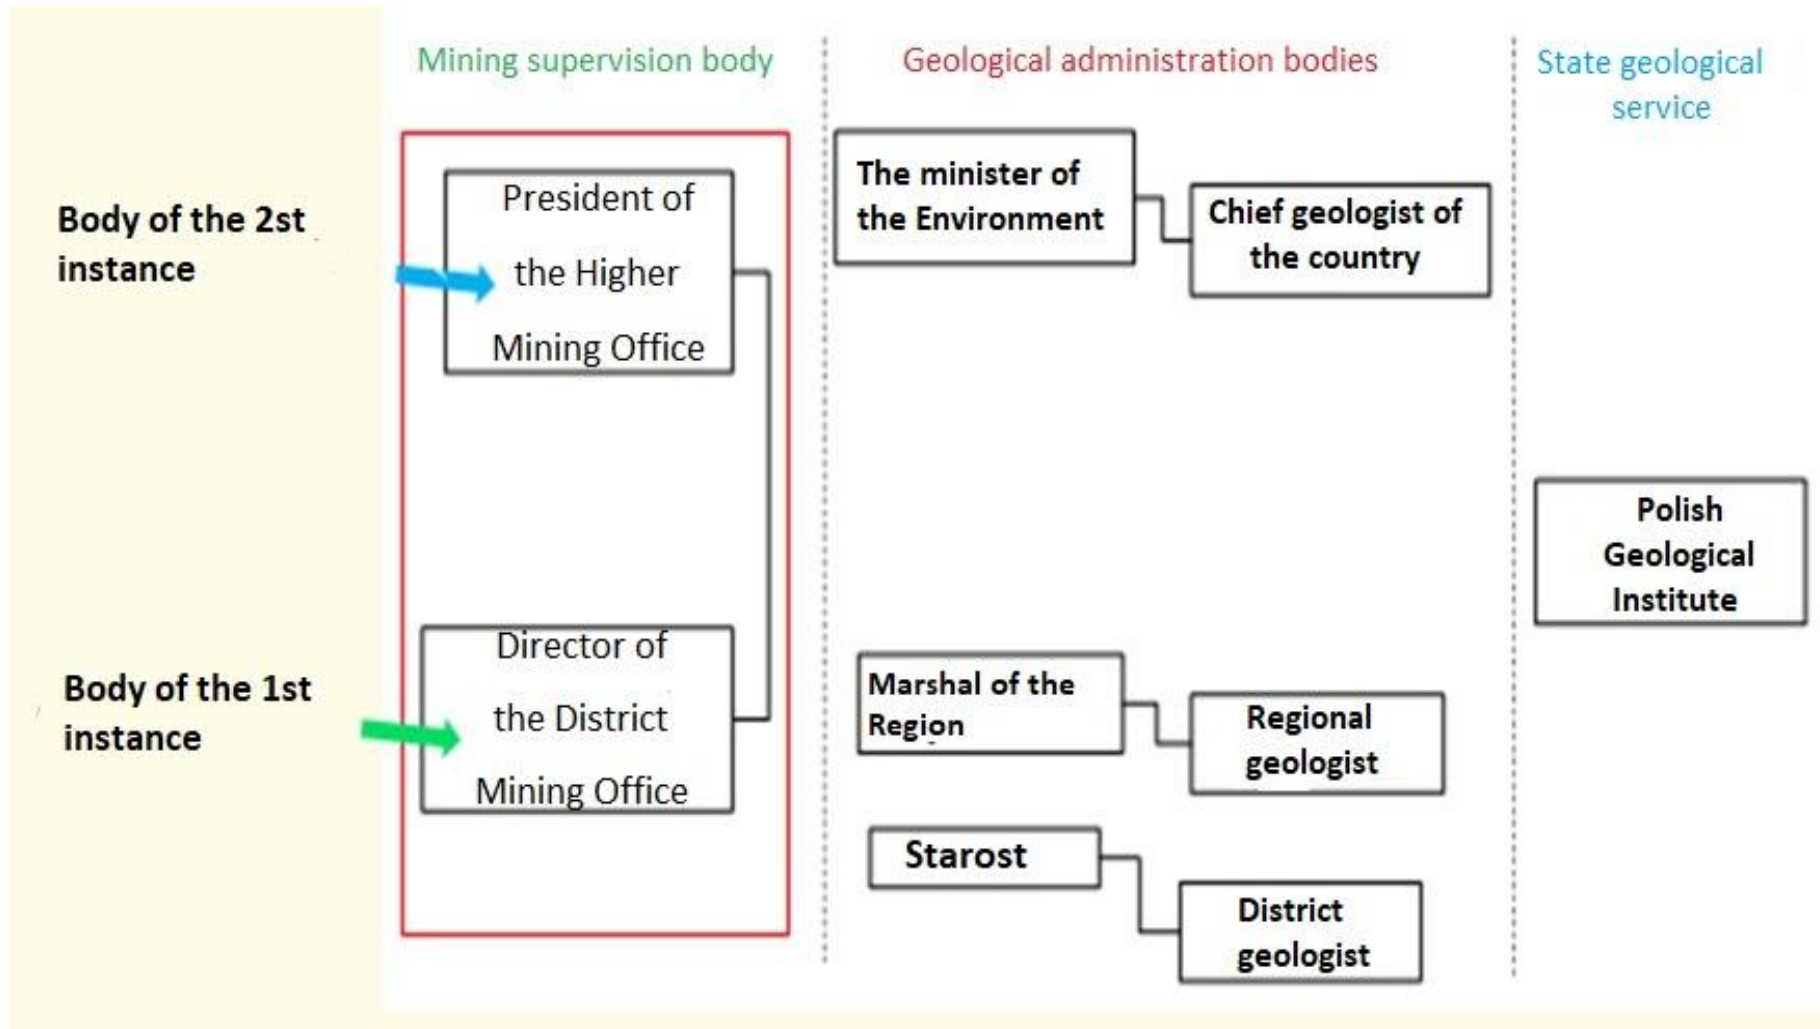 Mining supervision body
Geological administration bodies
State geological
service
Body of the 2st
instance
President of
the Higher
Mining Office
The minister of
the Environment
Chief geologist of
the country
Polish
Geological
Institute
Body of the 1st
instance
Director of
the District
Mining Office
Marshal of the
Region
Regional
geologist
Starost
District
geologist